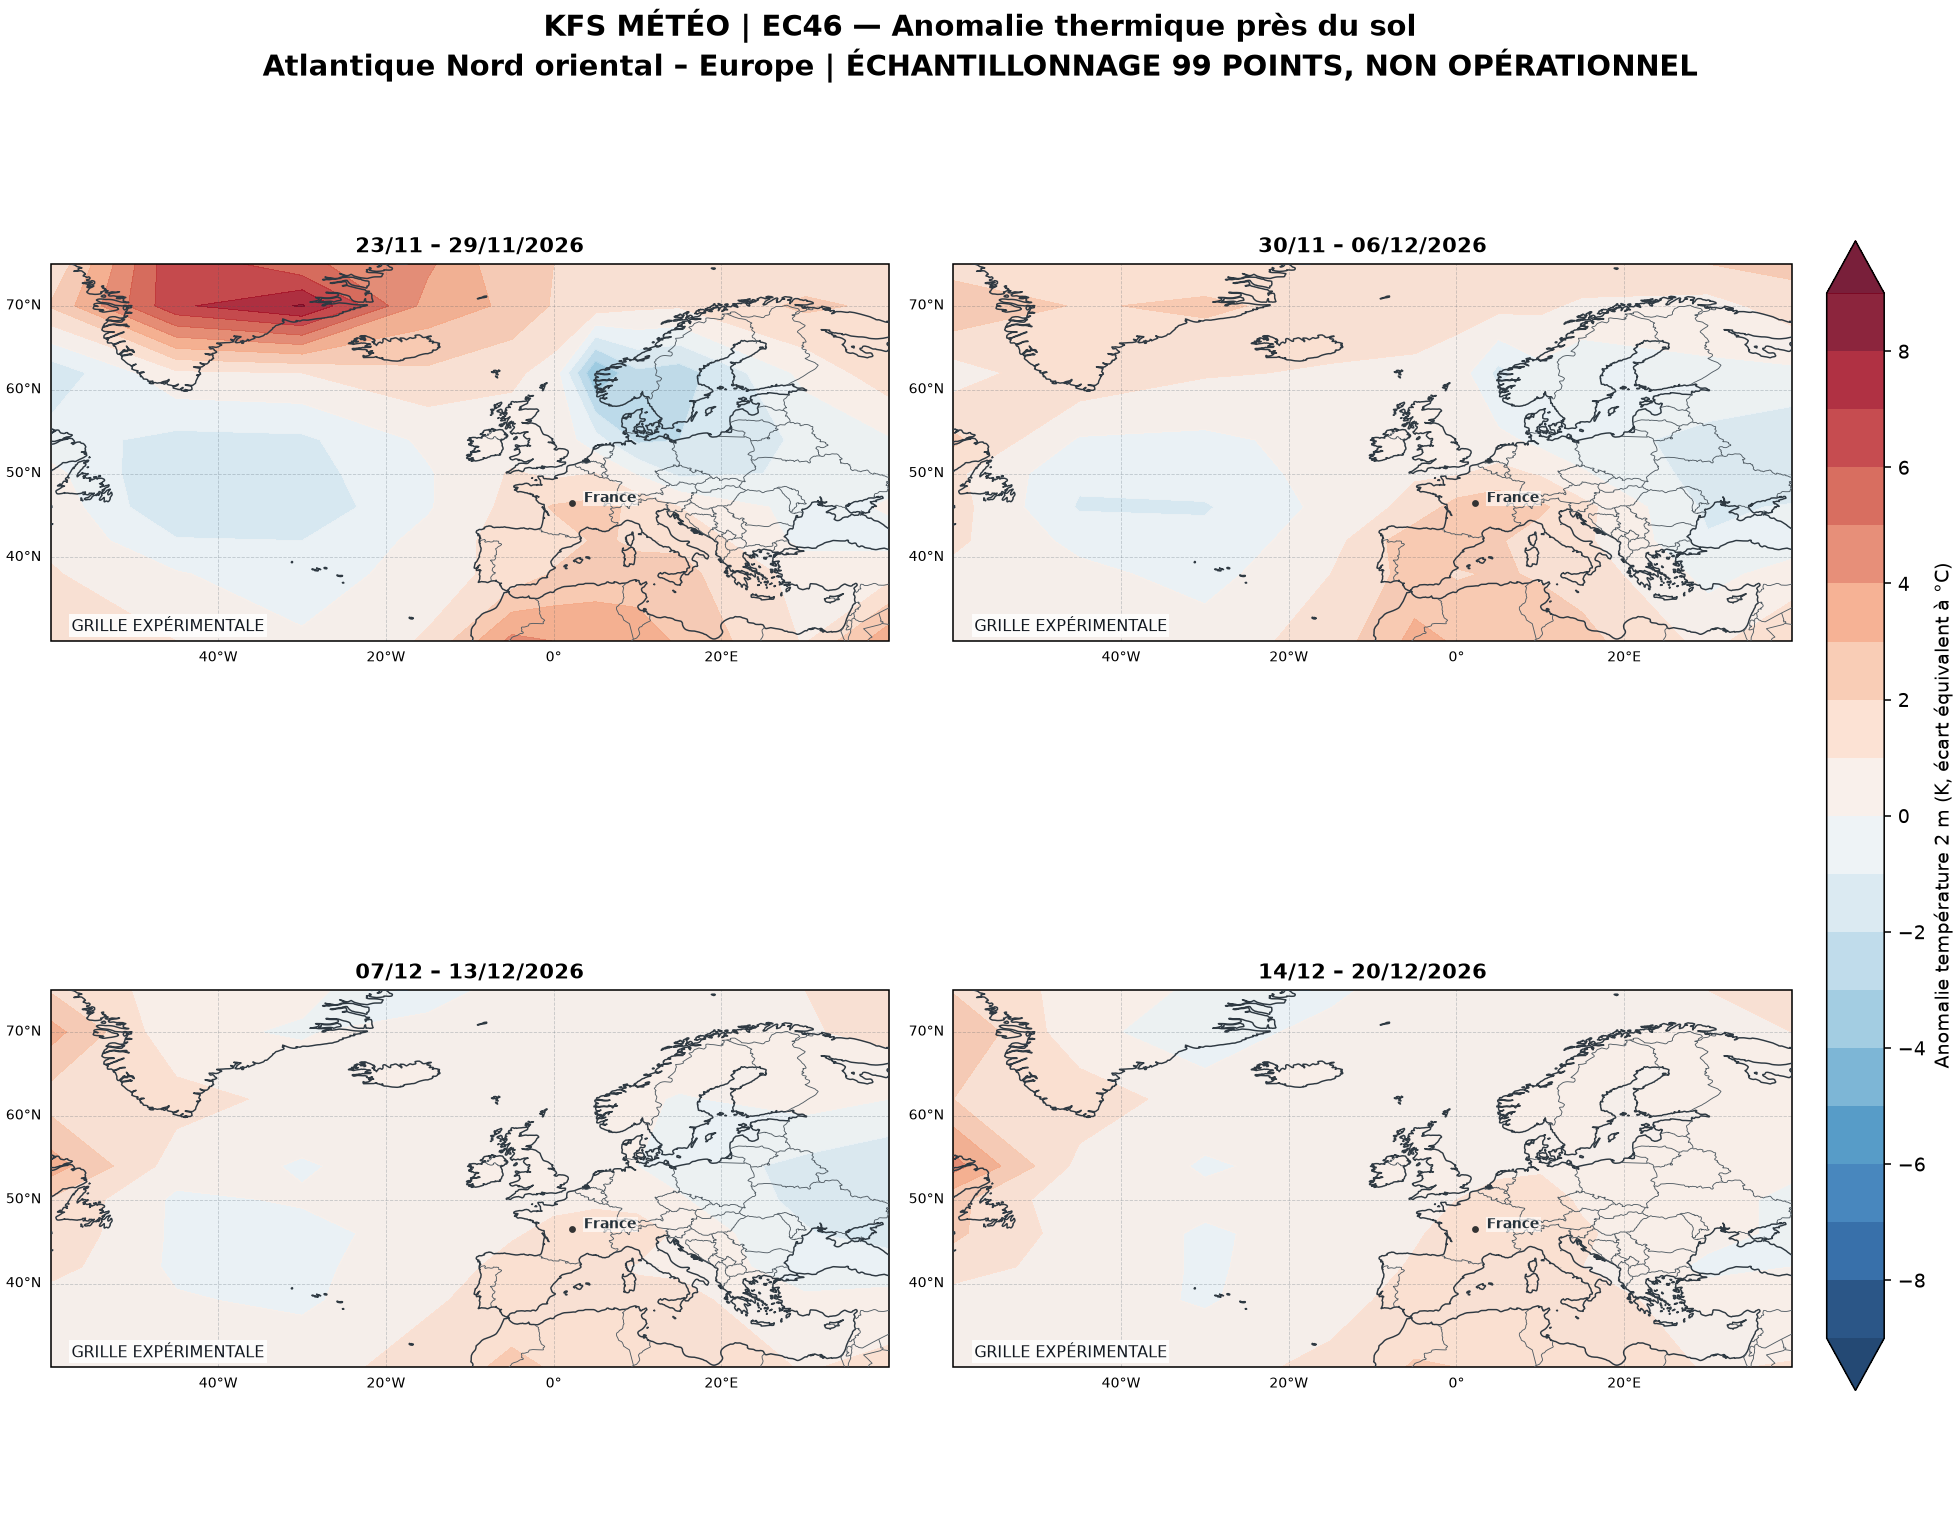 KFS MÉTÉO | EC46 — Anomalie thermique près du sol
Atlantique Nord oriental – Europe | ÉCHANTILLONNAGE 99 POINTS, NON OPÉRATIONNEL
23/11 – 29/11/2026
70°N
60°N
50°N
40°N
France
GRILLE EXPÉRIMENTALE
40°W
20°W
0°
20°E
30/11 – 06/12/2026
70°N
60°N
50°N
40°N
France
GRILLE EXPÉRIMENTALE
40°W
20°W
0°
20°E
07/12 – 13/12/2026
70°N
60°N
50°N
40°N
France
GRILLE EXPÉRIMENTALE
40°W
20°W
0°
20°E
14/12 – 20/12/2026
70°N
60°N
50°N
40°N
France
GRILLE EXPÉRIMENTALE
40°W
20°W
0°
20°E
8
6
4
2
0
−2
−4
−6
−8
Anomalie température 2 m (K, écart équivalent à °C)